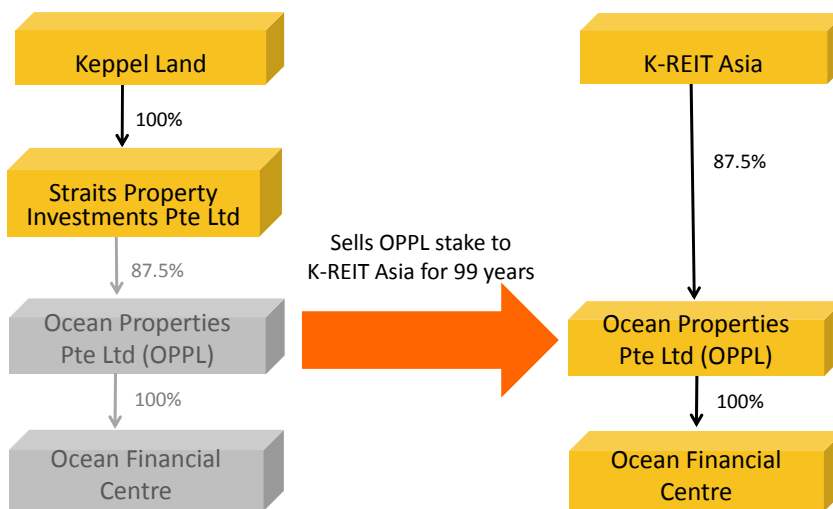 Keppel Land
100%
Straits Property
Investments Pte Ltd
87.5%
Ocean Properties
Pte Ltd (OPPL)
100%
Ocean Financial
Centre
Sells OPPL stake to
K-REIT Asia for 99 years
K-REIT Asia
87.5%
Ocean Properties
Pte Ltd (OPPL)
100%
Ocean Financial
Centre